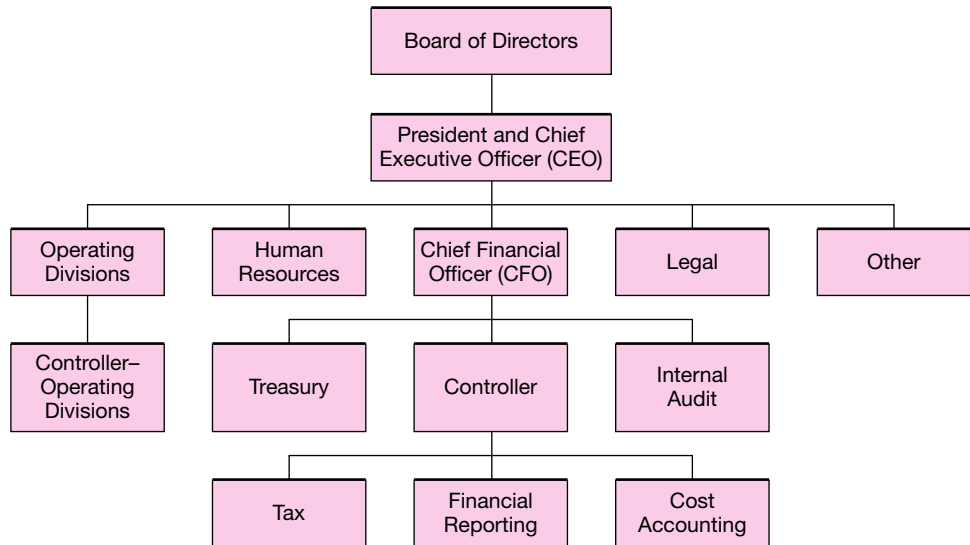 Board of Directors
President and Chief
Executive Officer (CEO)
Operating
Divisions
Human
Resources
Chief Financial
Officer (CFO)
Legal
Other
Controller–
Operating
Divisions
Treasury
Controller
Internal
Audit
Tax
Financial
Reporting
Cost
Accounting